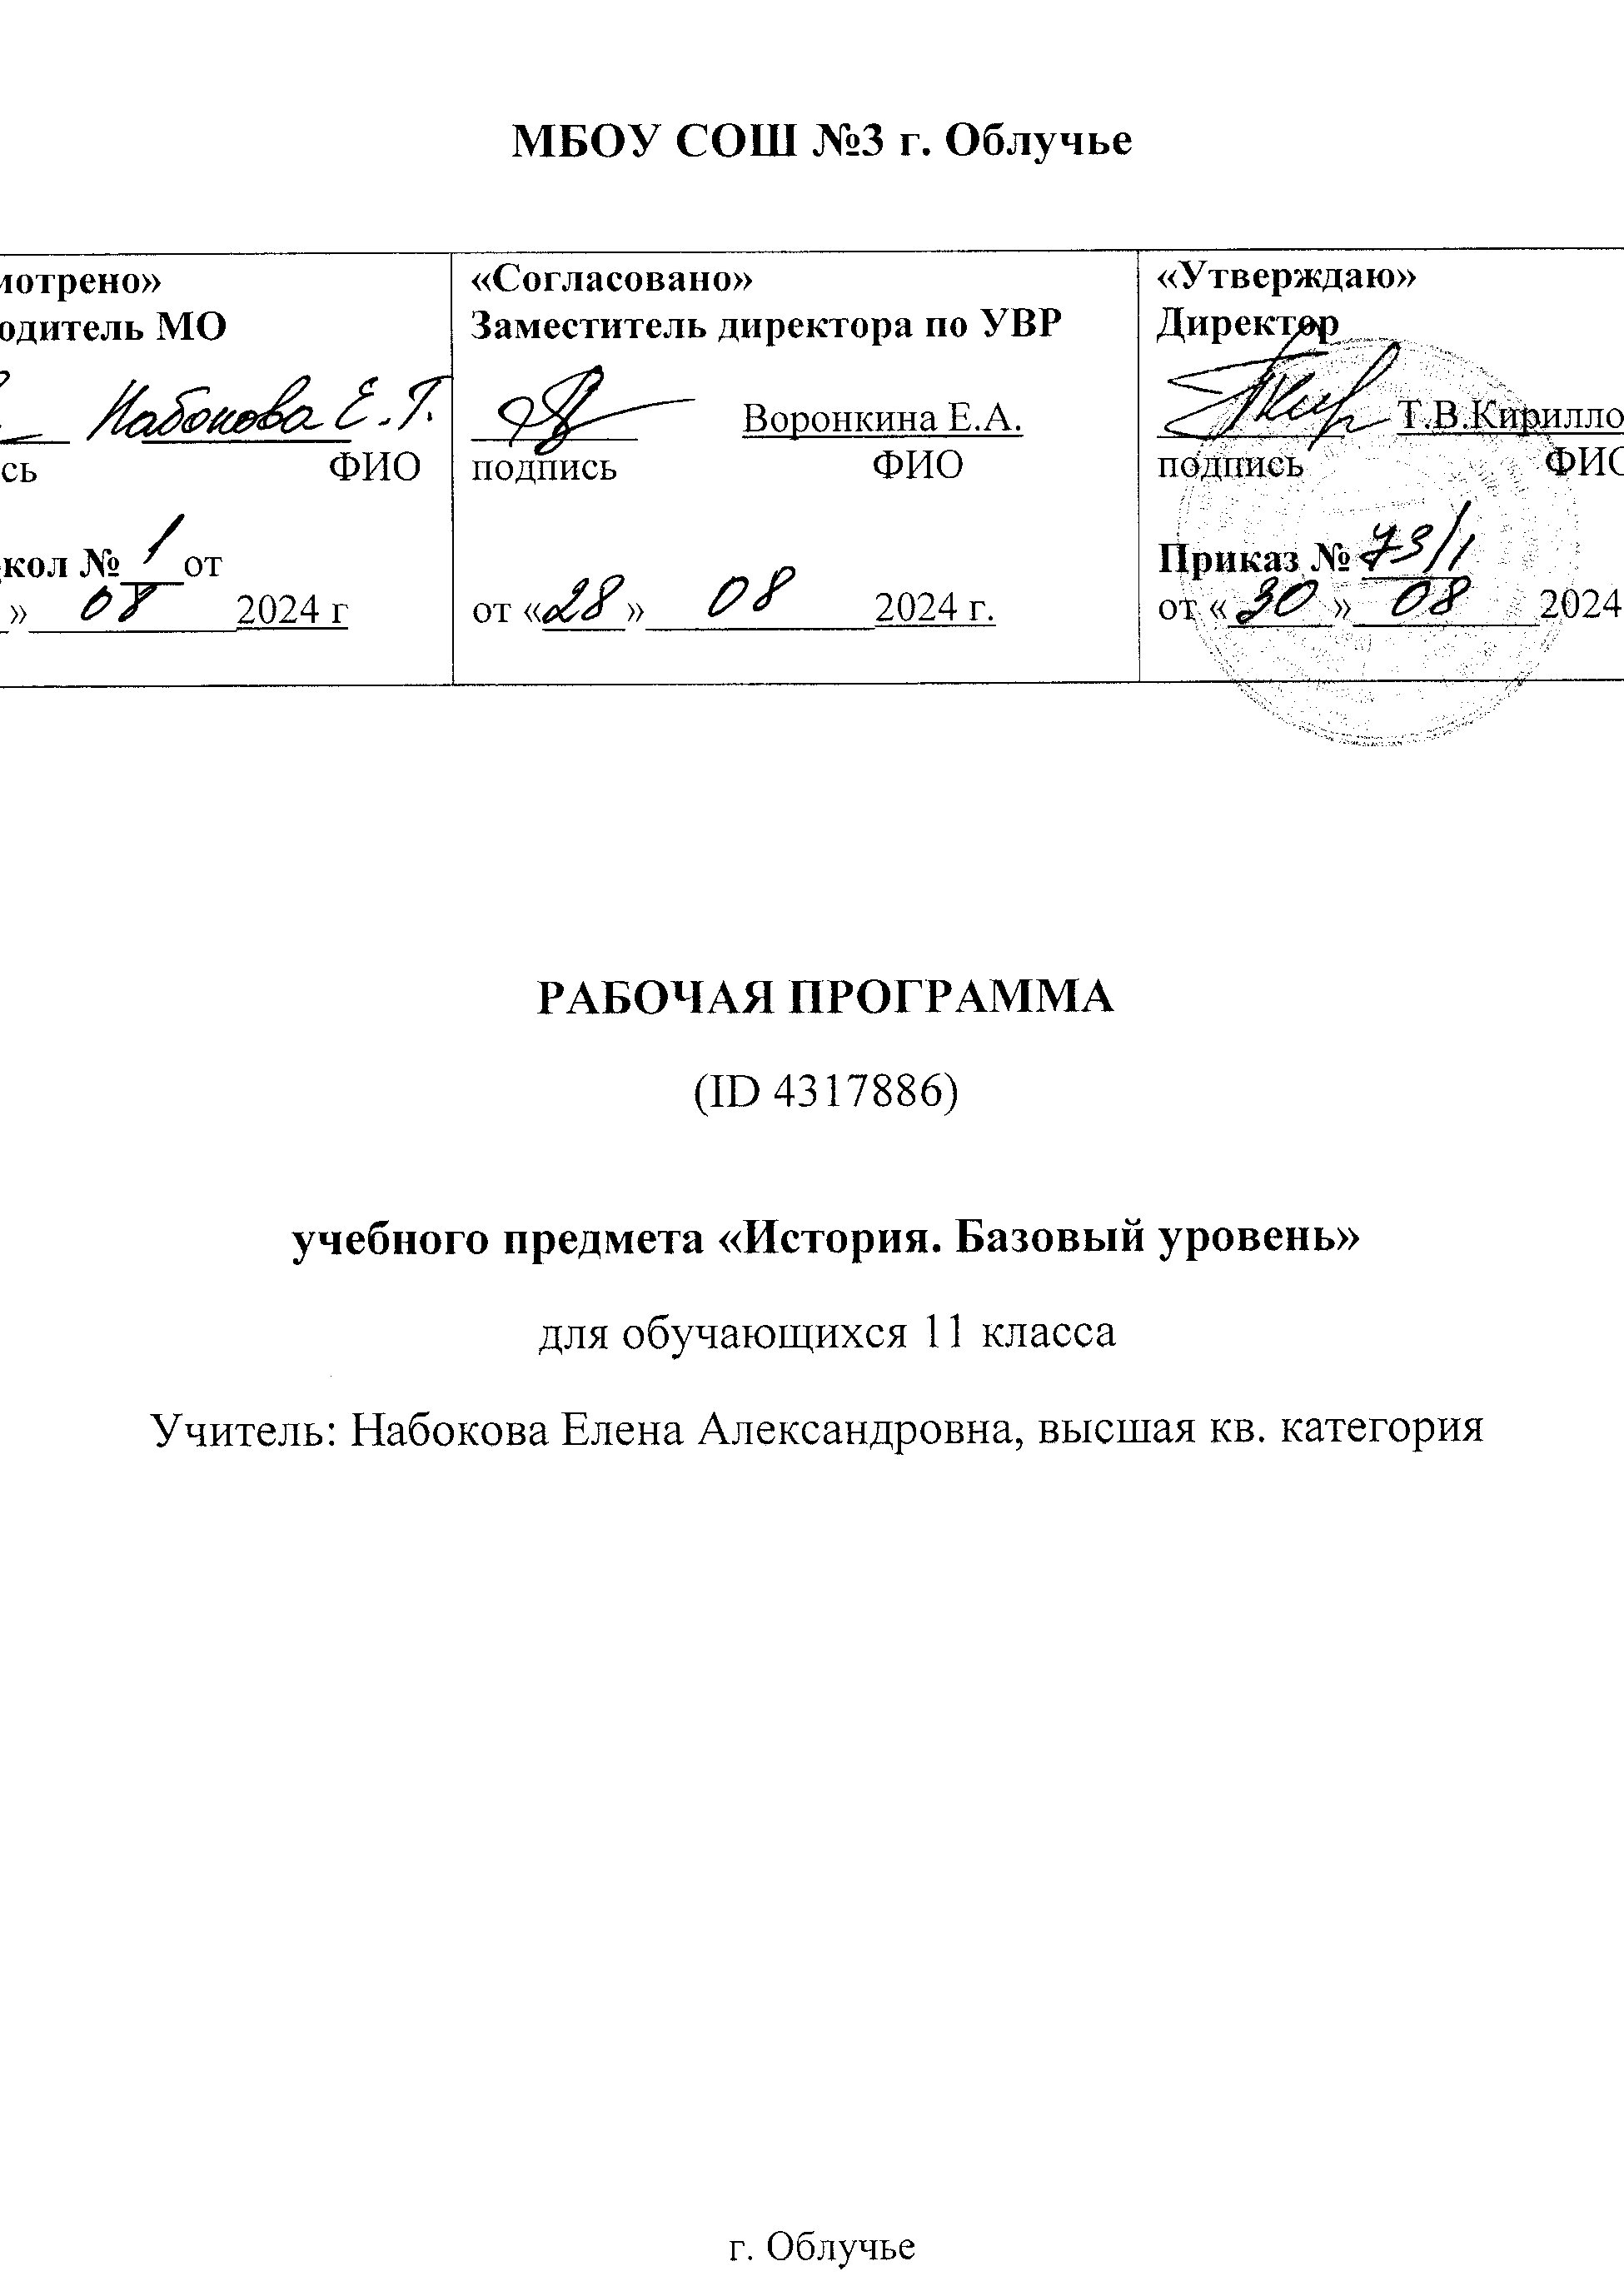 МБОУ СОШ №3 г. Облучье
мотрено»
одитель МО
Набокова Е.Г.
сь ФИО
кол № 1 от
» 08 2024 г
«Согласовано»
Заместитель директора по УВР
Воронкина Е.А.
подпись ФИО
от «28» 08 2024 г.
«Утверждаю»
Директор
Т.В.Кирилло
подпись ФИО
Приказ № 73/1
от «30» 08 2024
РАБОЧАЯ ПРОГРАММА
(ID 4317886)
учебного предмета «История. Базовый уровень»
для обучающихся 11 класса
Учитель: Набокова Елена Александровна, высшая кв. категория
г. Облучье